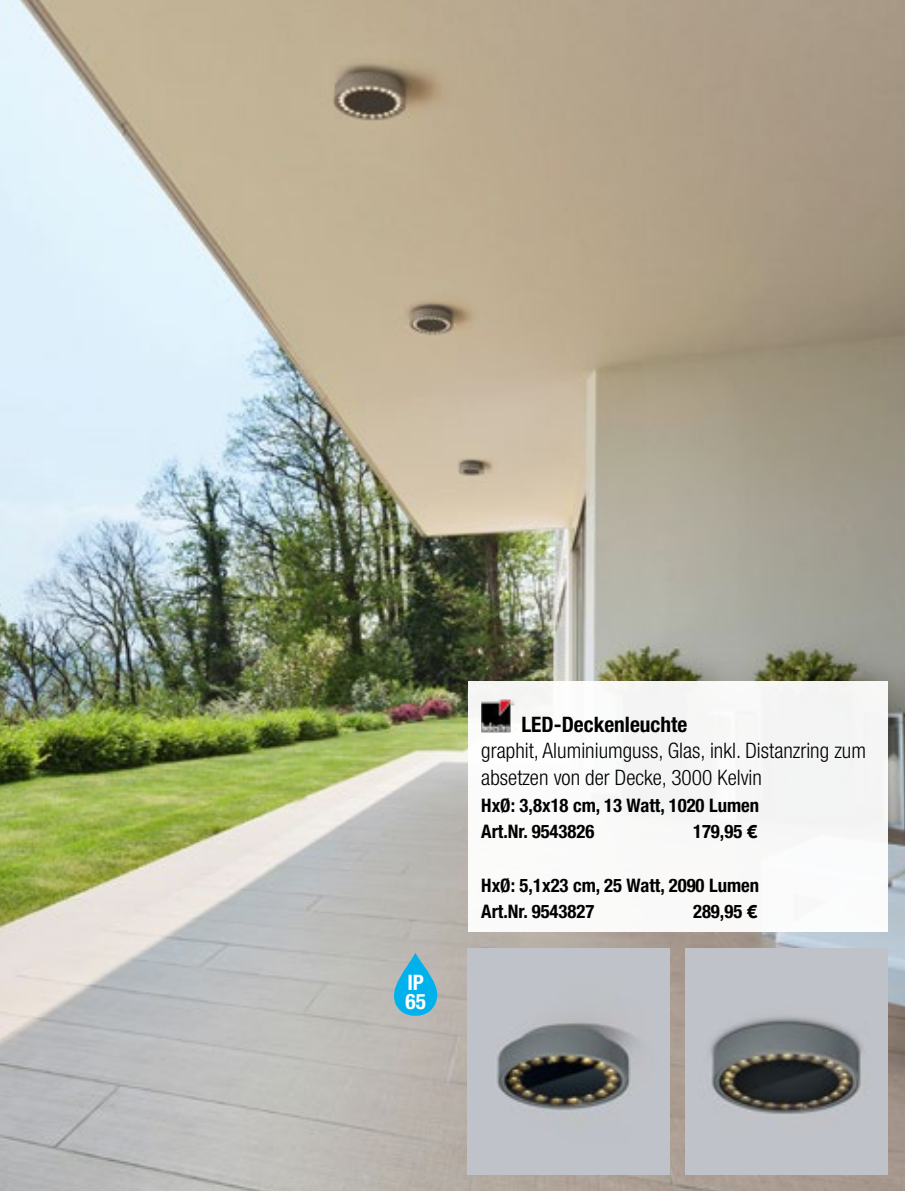 LED-Deckenleuchte
graphit, Aluminiumguss, Glas, inkl. Distanzring zum
absetzen von der Decke, 3000 Kelvin
HxØ: 3,8x18 cm, 13 Watt, 1020 Lumen
Art.Nr. 9543826 179,95 €
HxØ: 5,1x23 cm, 25 Watt, 2090 Lumen
Art.Nr. 9543827 289,95 €
IP
65